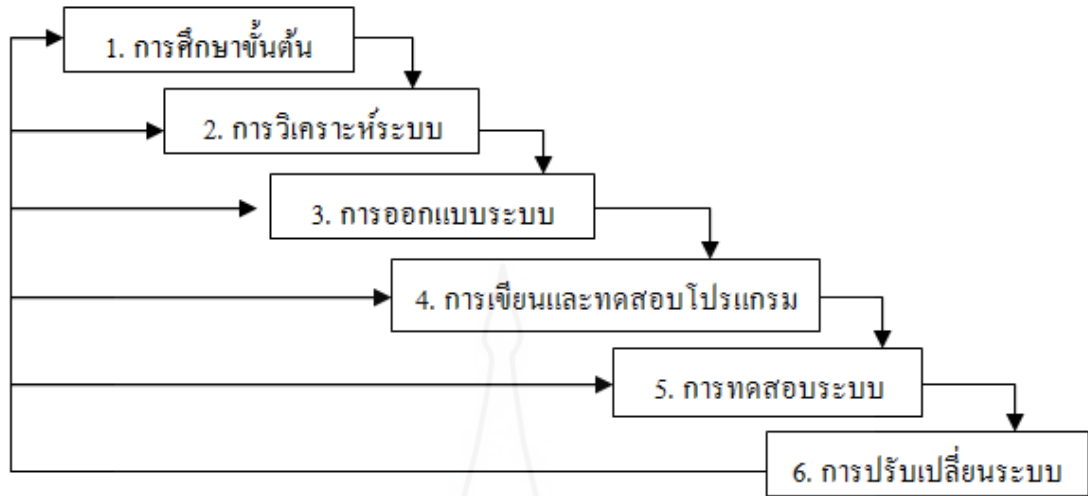 1. การศึกษาขั้นต้น
2. การวิเคราะห์ระบบ
3. การออกแบบระบบ
4. การเขียนและทดสอบโปรแกรม
5. การทดสอบระบบ
6. การปรับเปลี่ยนระบบ